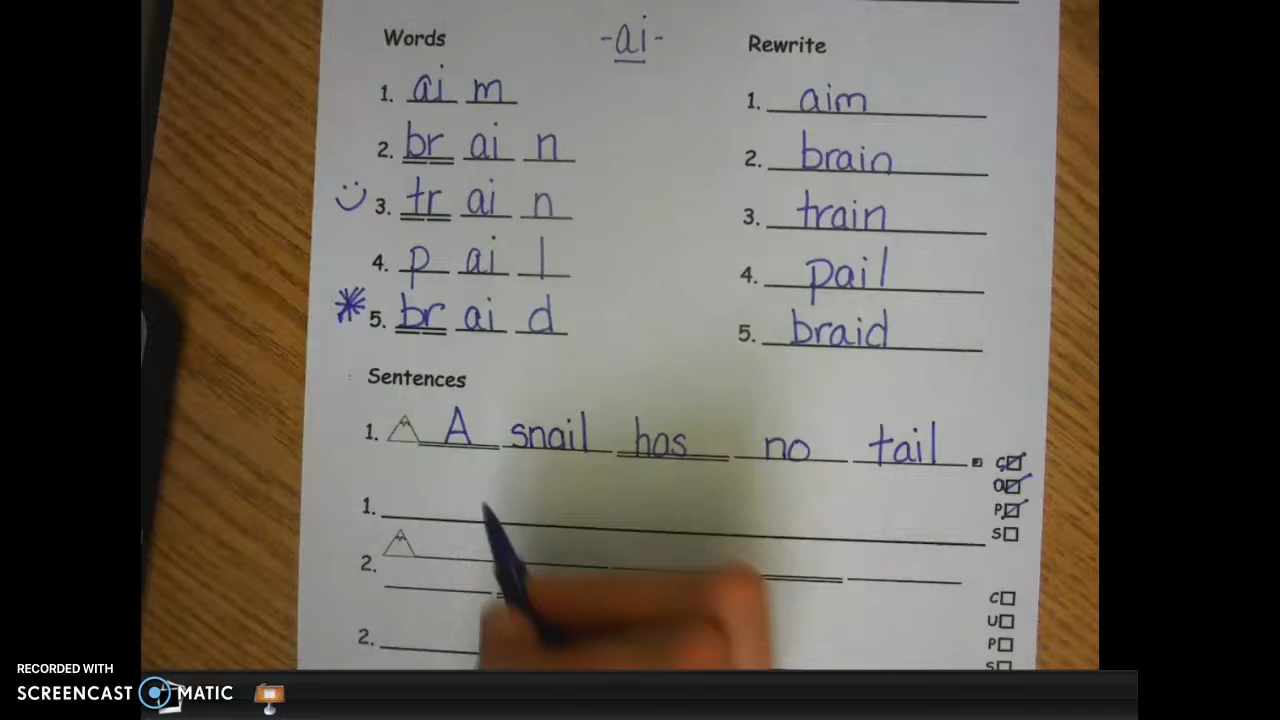 Words -ai- Rewrite
1. ai m 1. aim
2. br ai n 2. brain
3. tr ai n 3. train
4. p ai l 4. pail
5. br ai d 5. braid
Sentences
1. A snail has no tail . C
U
P
1. S
2.
C
U
2. P
S
RECORDED WITH
SCREENCAST MATIC